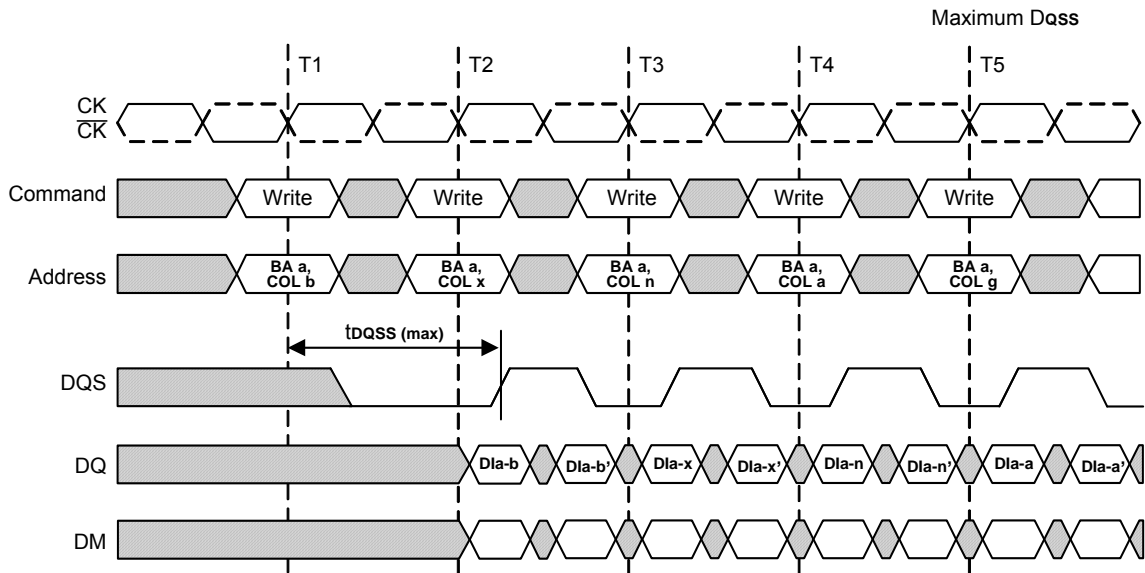 Maximum DQSS
T1 T2 T3 T4 T5
CK
CK
Command Write Write Write Write Write
Address
BA a, COL b
BA a, COL x
BA a, COL n
BA a, COL a
BA a, COL g
tDQSS (max)
DQS
DQ DIa-b DIa-b’ DIa-x DIa-x’ DIa-n DIa-n’ DIa-a DIa-a’
DM